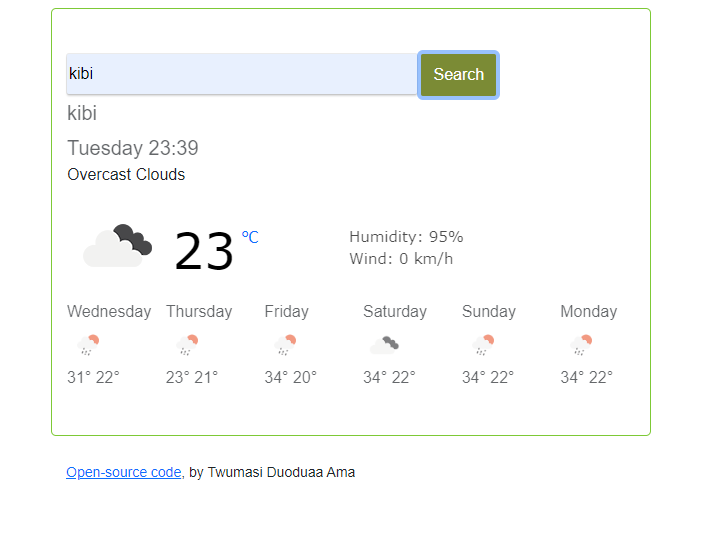 kibi Search
kibi
Tuesday 23:39
Overcast Clouds
23 °C
Humidity: 95%
Wind: 0 km/h
Wednesday Thursday Friday Saturday Sunday Monday
31° 22° 23° 21° 34° 20° 34° 22° 34° 22° 34° 22°
Open-source code, by Twumasi Duoduaa Ama